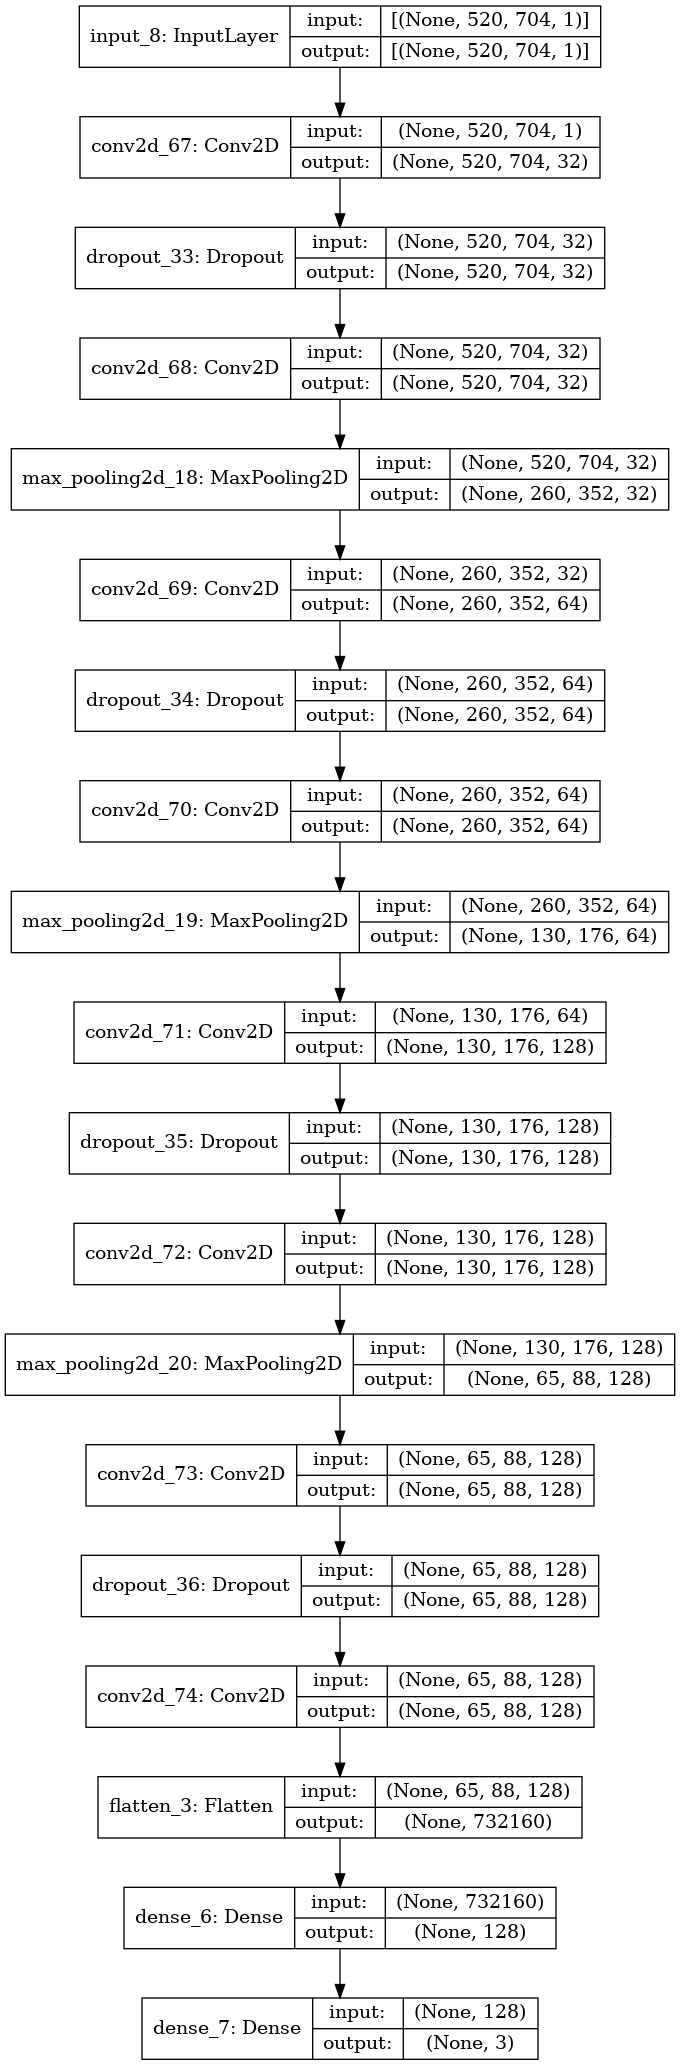 input_8: InputLayer
input: [(None, 520, 704, 1)]
output: [(None, 520, 704, 1)]
conv2d_67: Conv2D
input: (None, 520, 704, 1)
output: (None, 520, 704, 32)
dropout_33: Dropout
input: (None, 520, 704, 32)
output: (None, 520, 704, 32)
conv2d_68: Conv2D
input: (None, 520, 704, 32)
output: (None, 520, 704, 32)
max_pooling2d_18: MaxPooling2D
input: (None, 520, 704, 32)
output: (None, 260, 352, 32)
conv2d_69: Conv2D
input: (None, 260, 352, 32)
output: (None, 260, 352, 64)
dropout_34: Dropout
input: (None, 260, 352, 64)
output: (None, 260, 352, 64)
conv2d_70: Conv2D
input: (None, 260, 352, 64)
output: (None, 260, 352, 64)
max_pooling2d_19: MaxPooling2D
input: (None, 260, 352, 64)
output: (None, 130, 176, 64)
conv2d_71: Conv2D
input: (None, 130, 176, 64)
output: (None, 130, 176, 128)
dropout_35: Dropout
input: (None, 130, 176, 128)
output: (None, 130, 176, 128)
conv2d_72: Conv2D
input: (None, 130, 176, 128)
output: (None, 130, 176, 128)
max_pooling2d_20: MaxPooling2D
input: (None, 130, 176, 128)
output: (None, 65, 88, 128)
conv2d_73: Conv2D
input: (None, 65, 88, 128)
output: (None, 65, 88, 128)
dropout_36: Dropout
input: (None, 65, 88, 128)
output: (None, 65, 88, 128)
conv2d_74: Conv2D
input: (None, 65, 88, 128)
output: (None, 65, 88, 128)
flatten_3: Flatten
input: (None, 65, 88, 128)
output: (None, 732160)
dense_6: Dense
input: (None, 732160)
output: (None, 128)
dense_7: Dense
input: (None, 128)
output: (None, 3)